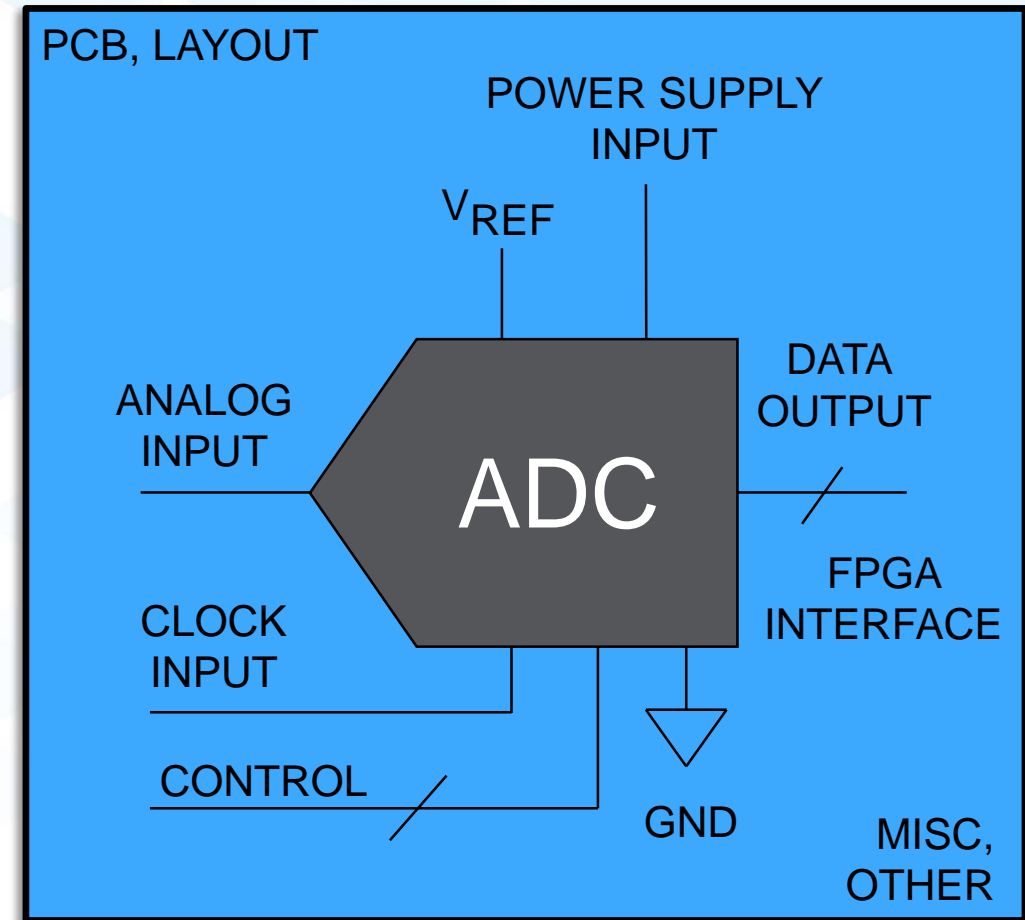 PCB, LAYOUT
POWER SUPPLY
INPUT
VREF
ANALOG
INPUT
DATA
OUTPUT
ADC
FPGA
INTERFACE
CLOCK
INPUT
CONTROL
GND
MISC,
OTHER